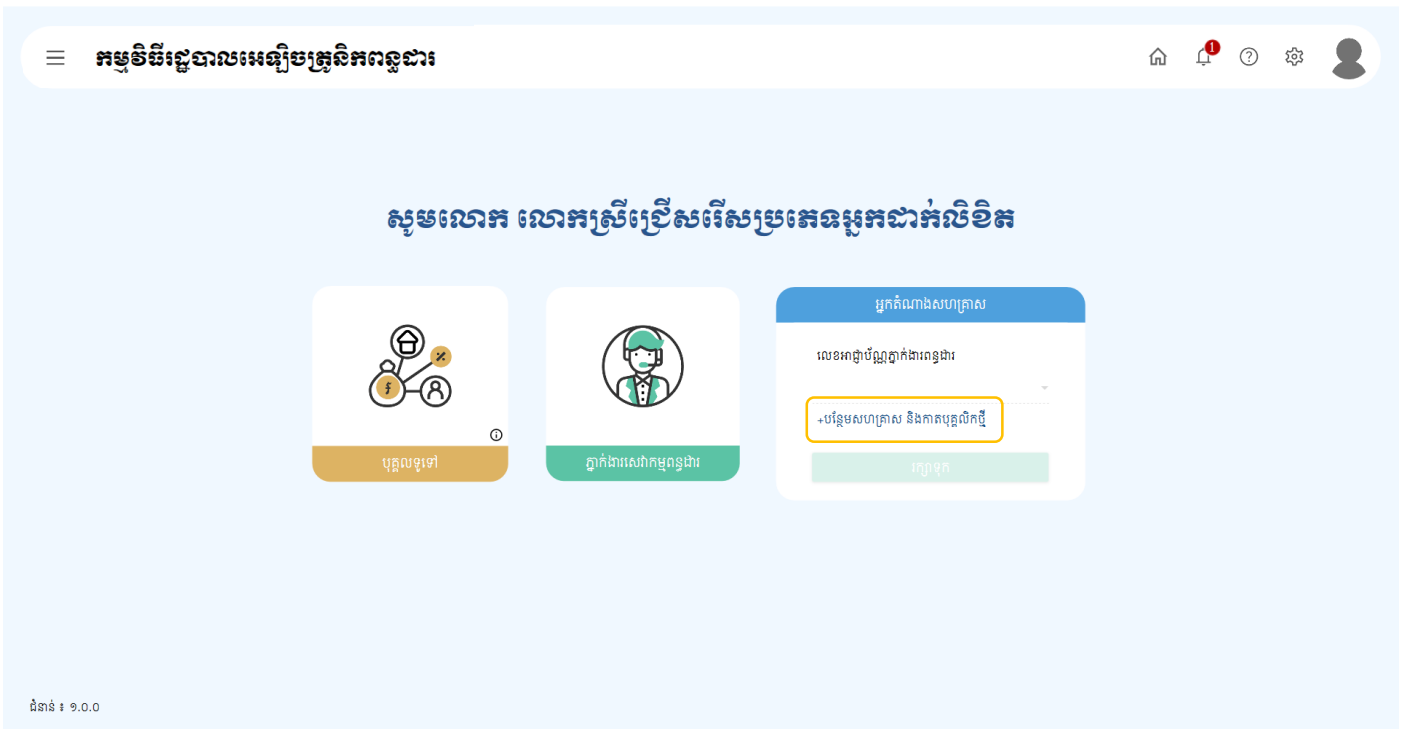 កម្មវិធីរដ្ឋបាលអេឡិចត្រូនិកពន្ធដារ
1
សូមលោក លោកស្រីជ្រើសរើសប្រភេទអ្នកដាក់លិខិត
អ្នកតំណាងសហគ្រាស
លេខអាជ្ញាប័ណ្ណភ្នាក់ងារពន្ធដារ
+បន្ថែមសហគ្រាស និងកាតបុគ្គលិកថ្មី
បុគ្គលទូទៅ
ភ្នាក់ងារសេវាកម្មពន្ធដារ
រក្សាទុក
ជំនាន់ ៖ ១.០.០